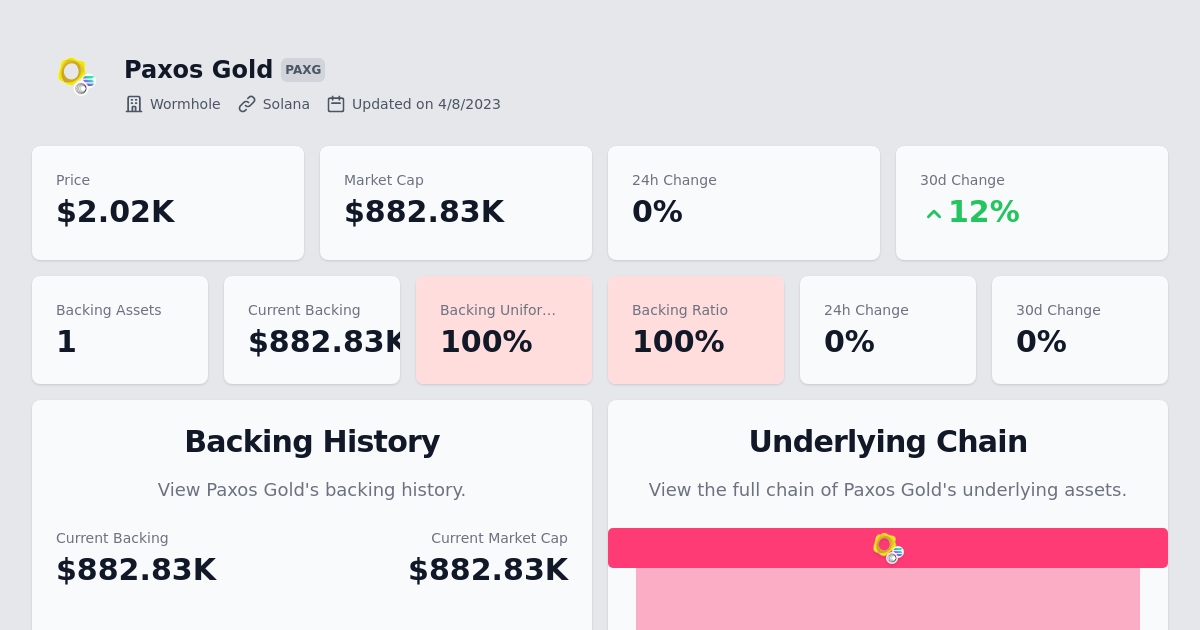 Paxos Gold PAXG
Wormhole Solana Updated on 4/8/2023
Price
$2.02K
Market Cap
$882.83K
24h Change
0%
30d Change
12%
Backing Assets
1
Current Backing
$882.83K
Backing Unifor...
100%
Backing Ratio
100%
24h Change
0%
30d Change
0%
Backing History
View Paxos Gold's backing history.
Current Backing
$882.83K
Current Market Cap
$882.83K
Underlying Chain
View the full chain of Paxos Gold's underlying assets.